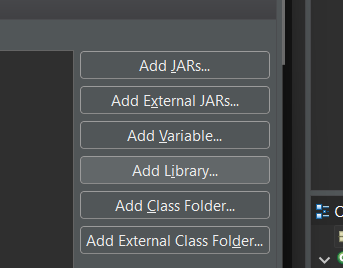 Add JARs...
Add External JARs...
Add Variable...
Add Library...
Add Class Folder...
Add External Class Folder...